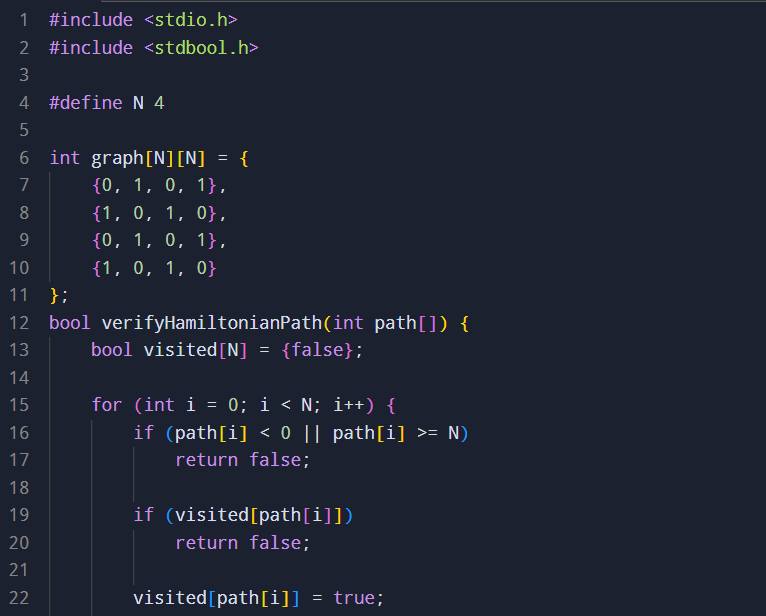 1 #include <stdio.h>
2 #include <stdbool.h>
3
4 #define N 4
5
6 int graph[N][N] = {
7     {0, 1, 0, 1},
8     {1, 0, 1, 0},
9     {0, 1, 0, 1},
10     {1, 0, 1, 0}
11 };
12 bool verifyHamiltonianPath(int path[]) {
13     bool visited[N] = {false};
14
15     for (int i = 0; i < N; i++) {
16         if (path[i] < 0 || path[i] >= N)
17             return false;
18
19         if (visited[path[i]])
20             return false;
21
22         visited[path[i]] = true;